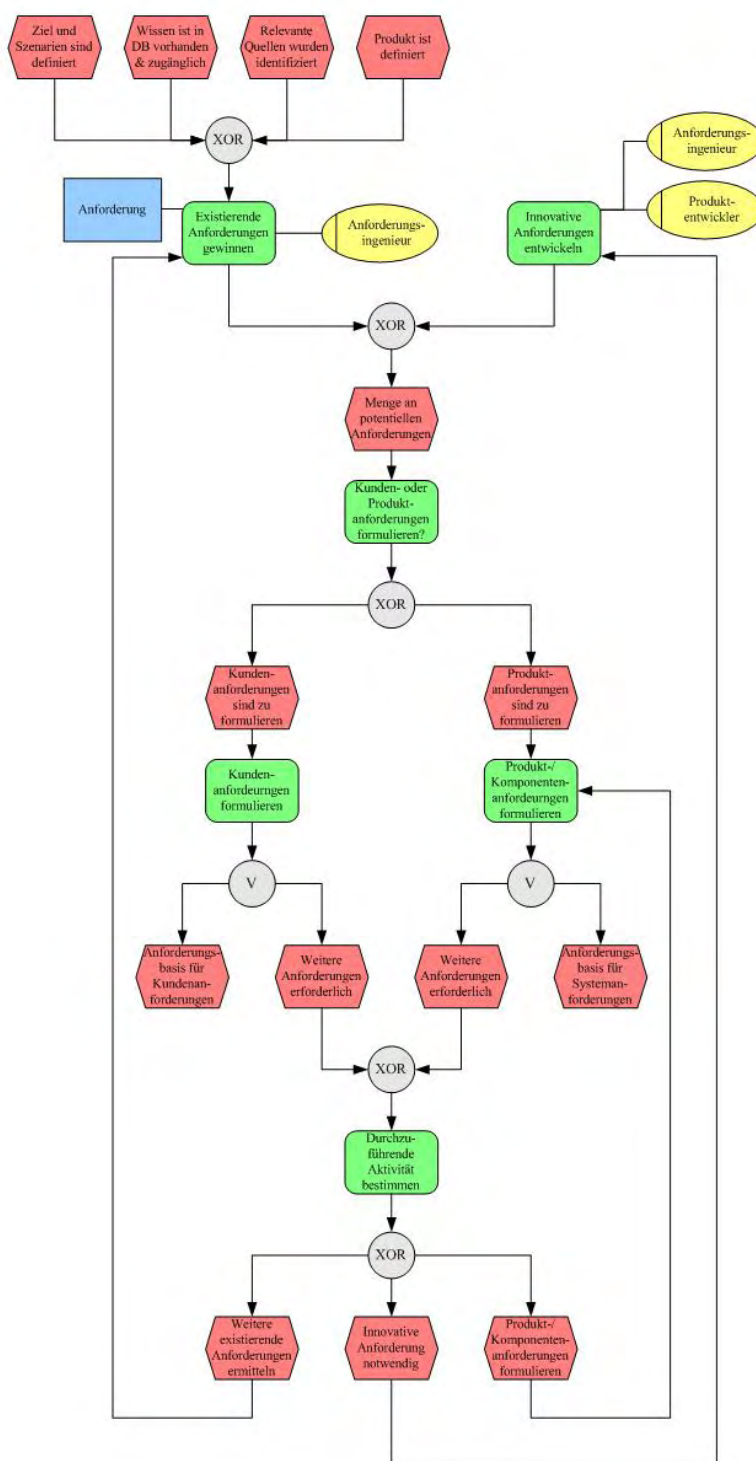 Ziel und
Szenarien sind
definiert
Wissen ist in
DB vorhanden
& zugänglich
Relevante
Quellen wurden
identifiziert
Produkt ist
definiert
XOR
Anforderungs-
ingenieur
Produkt-
entwickler
Anforderung
Existierende
Anforderungen
gewinnen
Anforderungs-
ingenieur
Innovative
Anforderungen
entwickeln
XOR
Menge an
potentiellen
Anforderungen
Kunden- oder
Produkt-
anforderungen
formulieren?
XOR
Kunden-
anforderungen
sind zu
formulieren
Produkt-
anforderungen
sind zu
formulieren
Kunden-
anfordeurngen
formulieren
Produkt-/
Komponenten-
anfordeurngen
formulieren
V
V
Anforderungs-
basis für
Kundenan-
forderungen
Weitere
Anforderungen
erforderlich
Weitere
Anforderungen
erforderlich
Anforderungs-
basis für
Systeman-
forderungen
XOR
Durchzu-
führende
Aktivität
bestimmen
XOR
Weitere
existierende
Anforderungen
ermitteln
Innovative
Anforderung
notwendig
Produkt-/
Komponenten-
anforderungen
formulieren